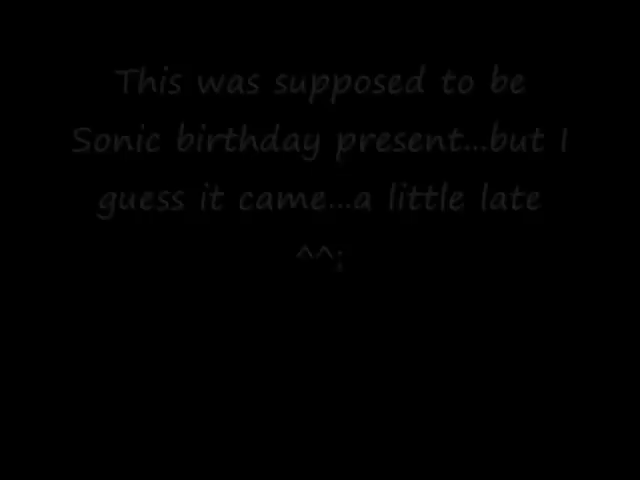 This was supposed to be
Sonic birthday present...but I
guess it came...a little late
^^;